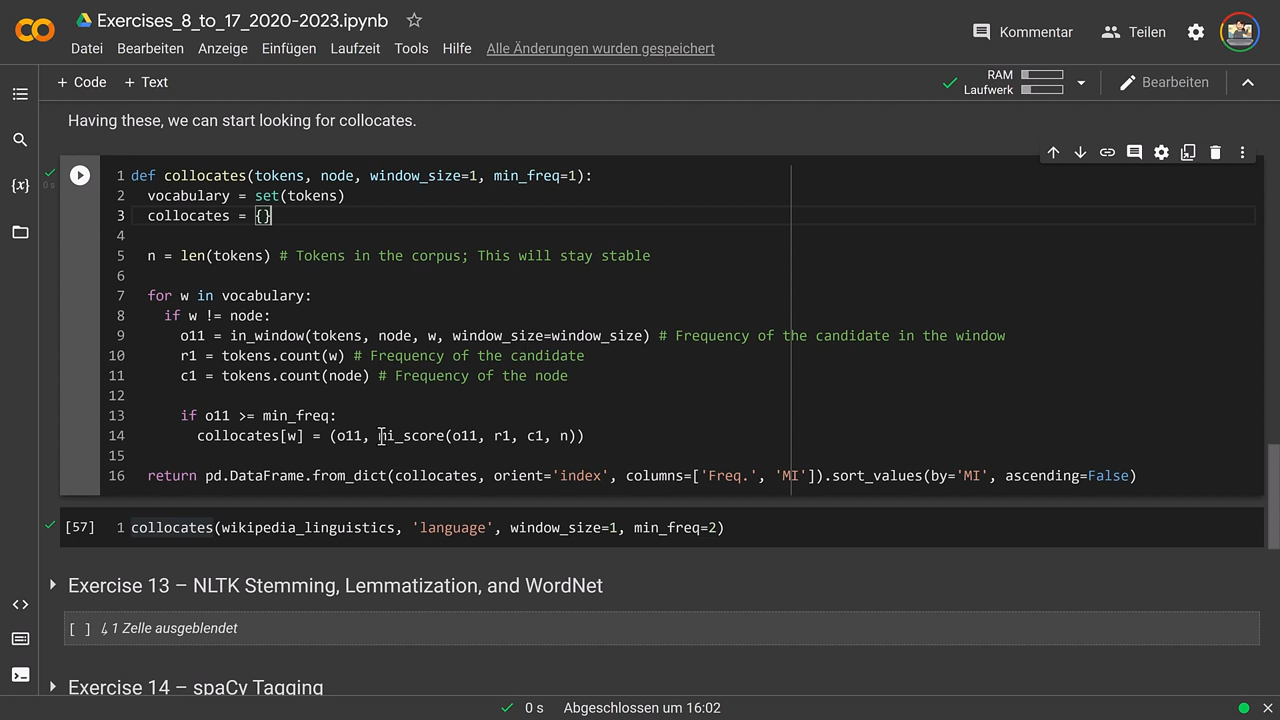 Exercises_8_to_17_2020-2023.ipynb
Kommentar
Teilen
Datei Bearbeiten Anzeige Einfügen Laufzeit Tools Hilfe Alle Änderungen wurden gespeichert
+ Code + Text
RAM
Laufwerk
Bearbeiten
Having these, we can start looking for collocates.
0 s
1 def collocates(tokens, node, window_size=1, min_freq=1):
2 vocabulary = set(tokens)
3 collocates = {}
4
5 n = len(tokens) # Tokens in the corpus; This will stay stable
6
7 for w in vocabulary:
8 if w != node:
9 o11 = in_window(tokens, node, w, window_size=window_size) # Frequency of the candidate in the window
10 r1 = tokens.count(w) # Frequency of the candidate
11 c1 = tokens.count(node) # Frequency of the node
12
13 if o11 >= min_freq:
14 collocates[w] = (o11, mi_score(o11, r1, c1, n))
15
16 return pd.DataFrame.from_dict(collocates, orient='index', columns=['Freq.', 'MI']).sort_values(by='MI', ascending=False)
[57] 1 collocates(wikipedia_linguistics, 'language', window_size=1, min_freq=2)
Exercise 13 – NLTK Stemming, Lemmatization, and WordNet
[ ] ↳ 1 Zelle ausgeblendet
Exercise 14 – spaCy Tagging
0 s Abgeschlossen um 16:02